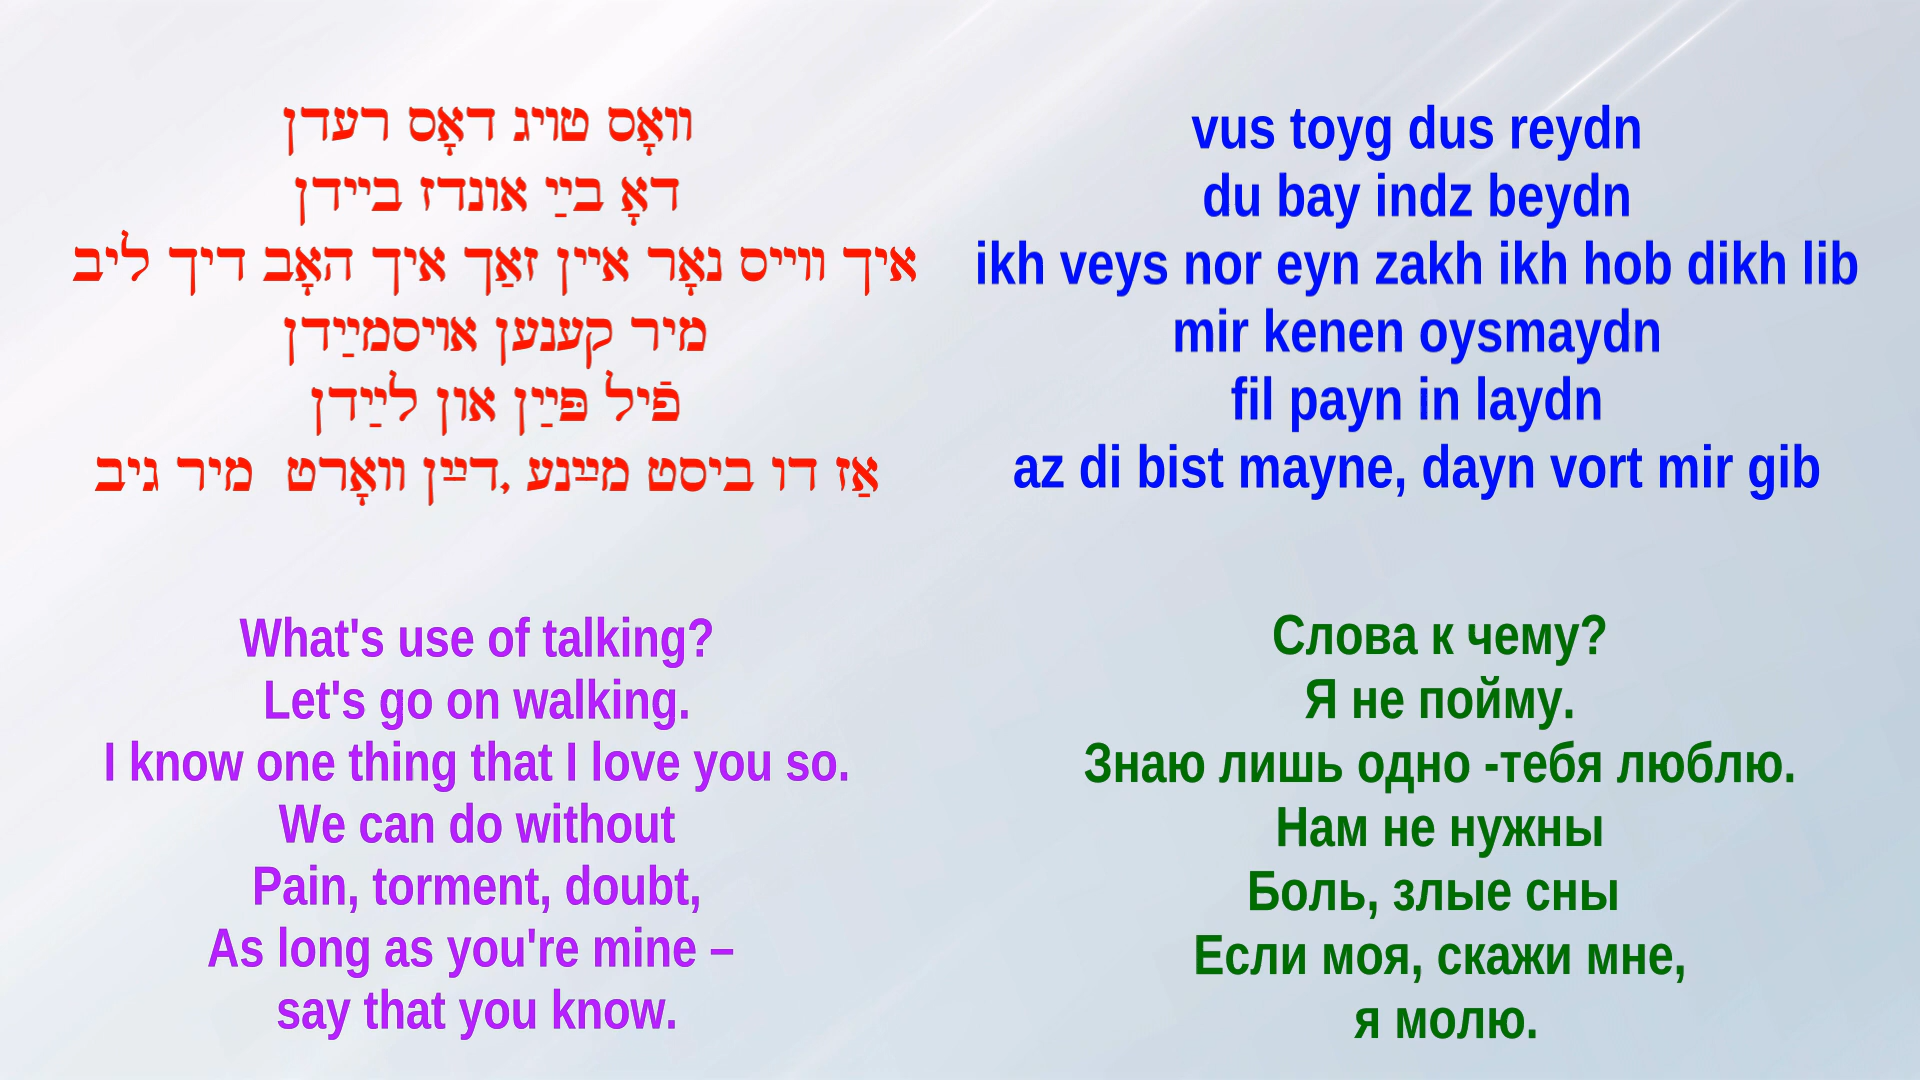 וואָס טויג דאָס רעדן
דאָ בײַ אונדז ביידן
איך ווייס נאָר איין זאַך איך האָב דיך ליב
מיר קענען אויסמײַדן
פֿיל פּײַן און לײַדן
אַז דו ביסט מײַנע ,דײַן וואָרט  מיר גיב
vus toyg dus reydn
du bay indz beydn
ikh veys nor eyn zakh ikh hob dikh lib
mir kenen oysmaydn
fil payn in laydn
az di bist mayne, dayn vort mir gib
What's use of talking?
Let's go on walking.
I know one thing that I love you so.
We can do without
Pain, torment, doubt,
As long as you're mine –
say that you know.
Слова к чему?
Я не пойму.
Знаю лишь одно -тебя люблю.
Нам не нужны
Боль, злые сны
Если моя, скажи мне,
я молю.